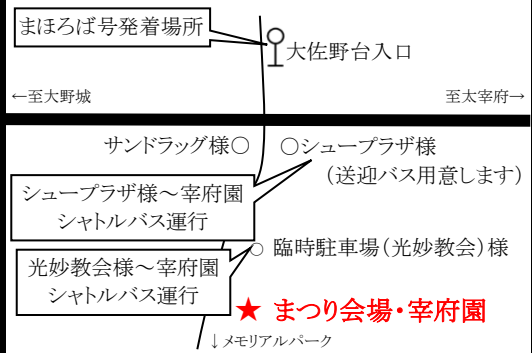 まほろば号発着場所
大佐野台入口
←至大野城
至太宰府→
サンドラッグ様○
○シュープラザ様
（送迎バス用意します）
シュープラザ様～宰府園
シャトルバス運行
○ 臨時駐車場（光妙教会）様
光妙教会様～宰府園
シャトルバス運行
★ まつり会場・宰府園
↓メモリアルパーク